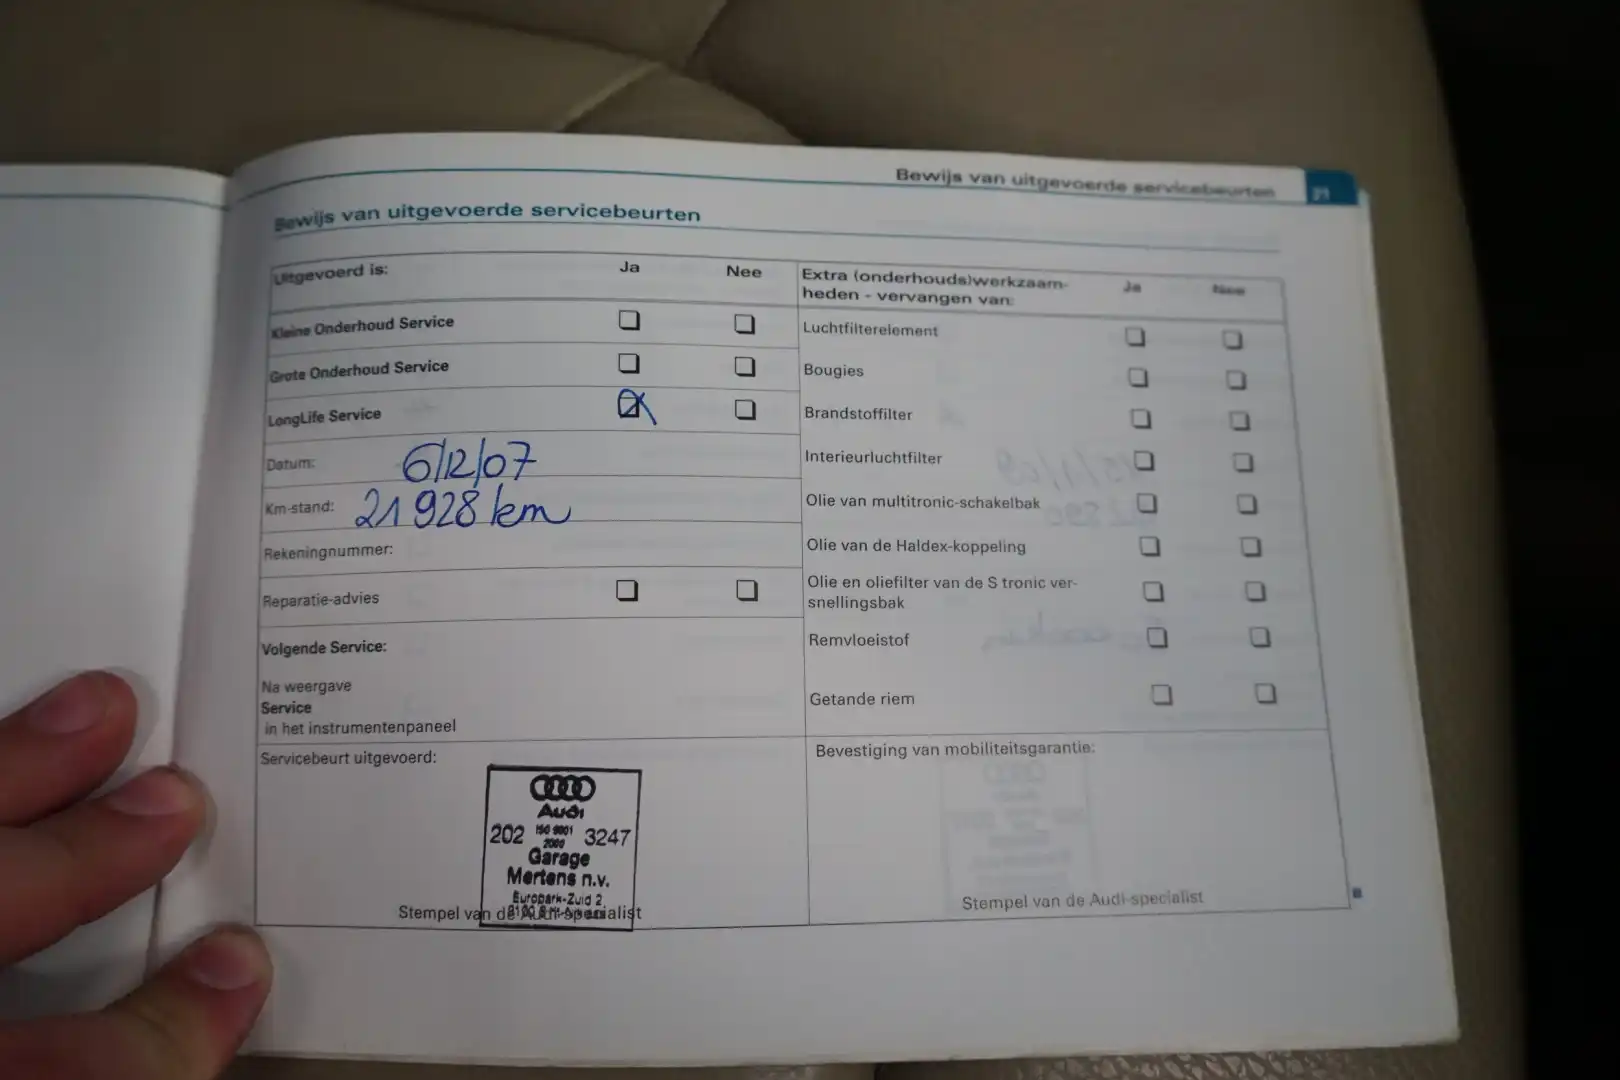 Bewijs van uitgevoerde servicebeurten
Bewijs van uitgevoerde servicebeurten
Uitgevoerd is: Ja Nee
Kleine Onderhoud Service
Grote Onderhoud Service
LongLife Service
Datum: 6/12/07
Km-stand: 21 928 km
Rekeningnummer:
Reparatie-advies
Volgende Service:
Na weergave
Service
in het instrumentenpaneel
Servicebeurt uitgevoerd:
Audi
202 ISO 9001 3247
2000
Garage
Mertens n.v.
Europark-Zuid 2
Stempel van de Audi-specialist
Extra (onderhouds)werkzaam- Ja Nee
heden - vervangen van:
Luchtfilterelement
Bougies
Brandstoffilter
Interieurluchtfilter
Olie van multitronic-schakelbak
Olie van de Haldex-koppeling
Olie en oliefilter van de S tronic ver-
snellingsbak
Remvloeistof
Getande riem
Bevestiging van mobiliteitsgarantie:
Stempel van de Audi-specialist